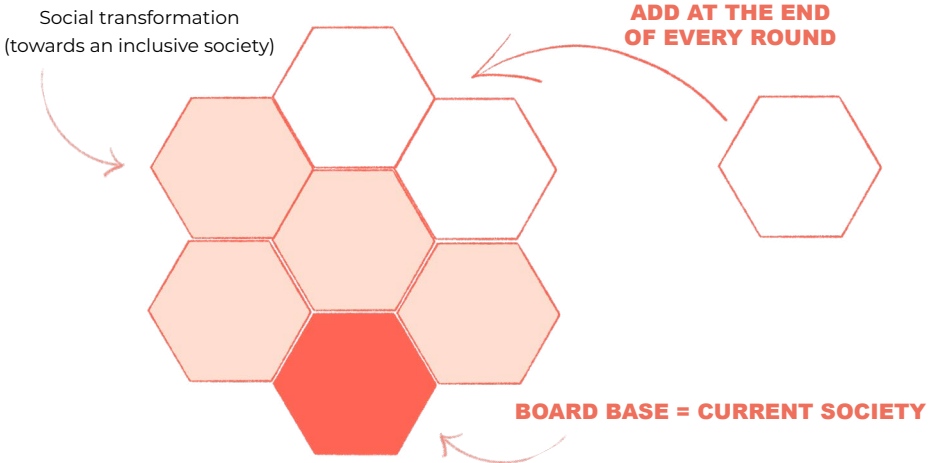 Social transformation
(towards an inclusive society)
ADD AT THE END
OF EVERY ROUND
BOARD BASE = CURRENT SOCIETY